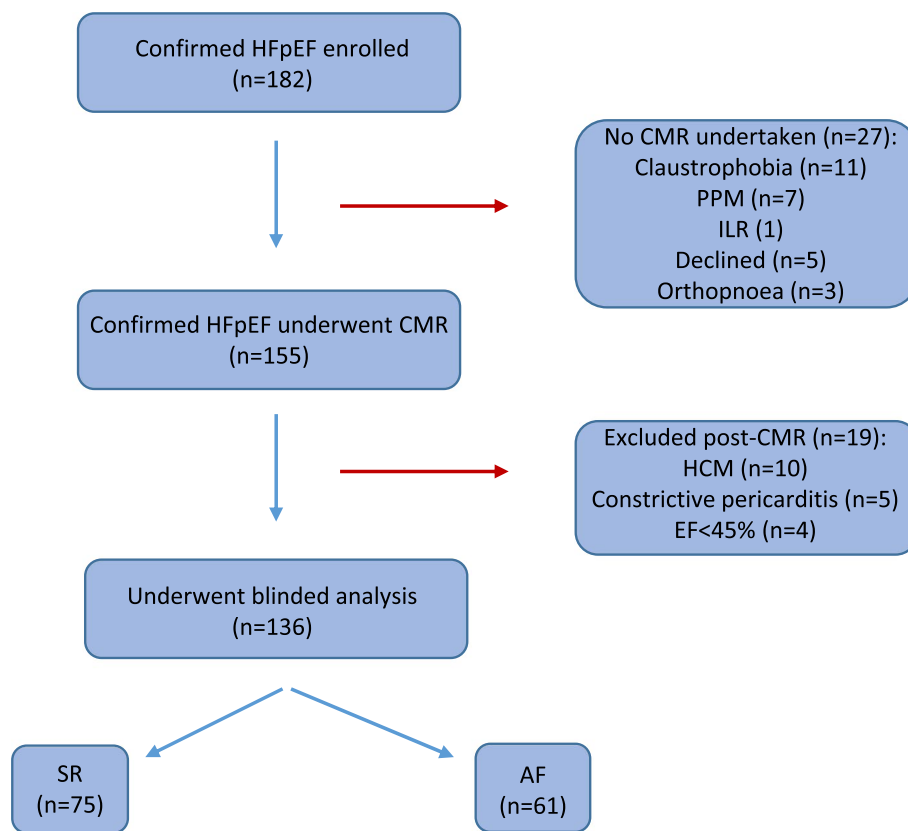 Confirmed HFpEF enrolled
(n=182)
No CMR undertaken (n=27):
Claustrophobia (n=11)
PPM (n=7)
ILR (1)
Declined (n=5)
Orthopnoea (n=3)
Confirmed HFpEF underwent CMR
(n=155)
Excluded post-CMR (n=19):
HCM (n=10)
Constrictive pericarditis (n=5)
EF<45% (n=4)
Underwent blinded analysis
(n=136)
SR
(n=75)
AF
(n=61)